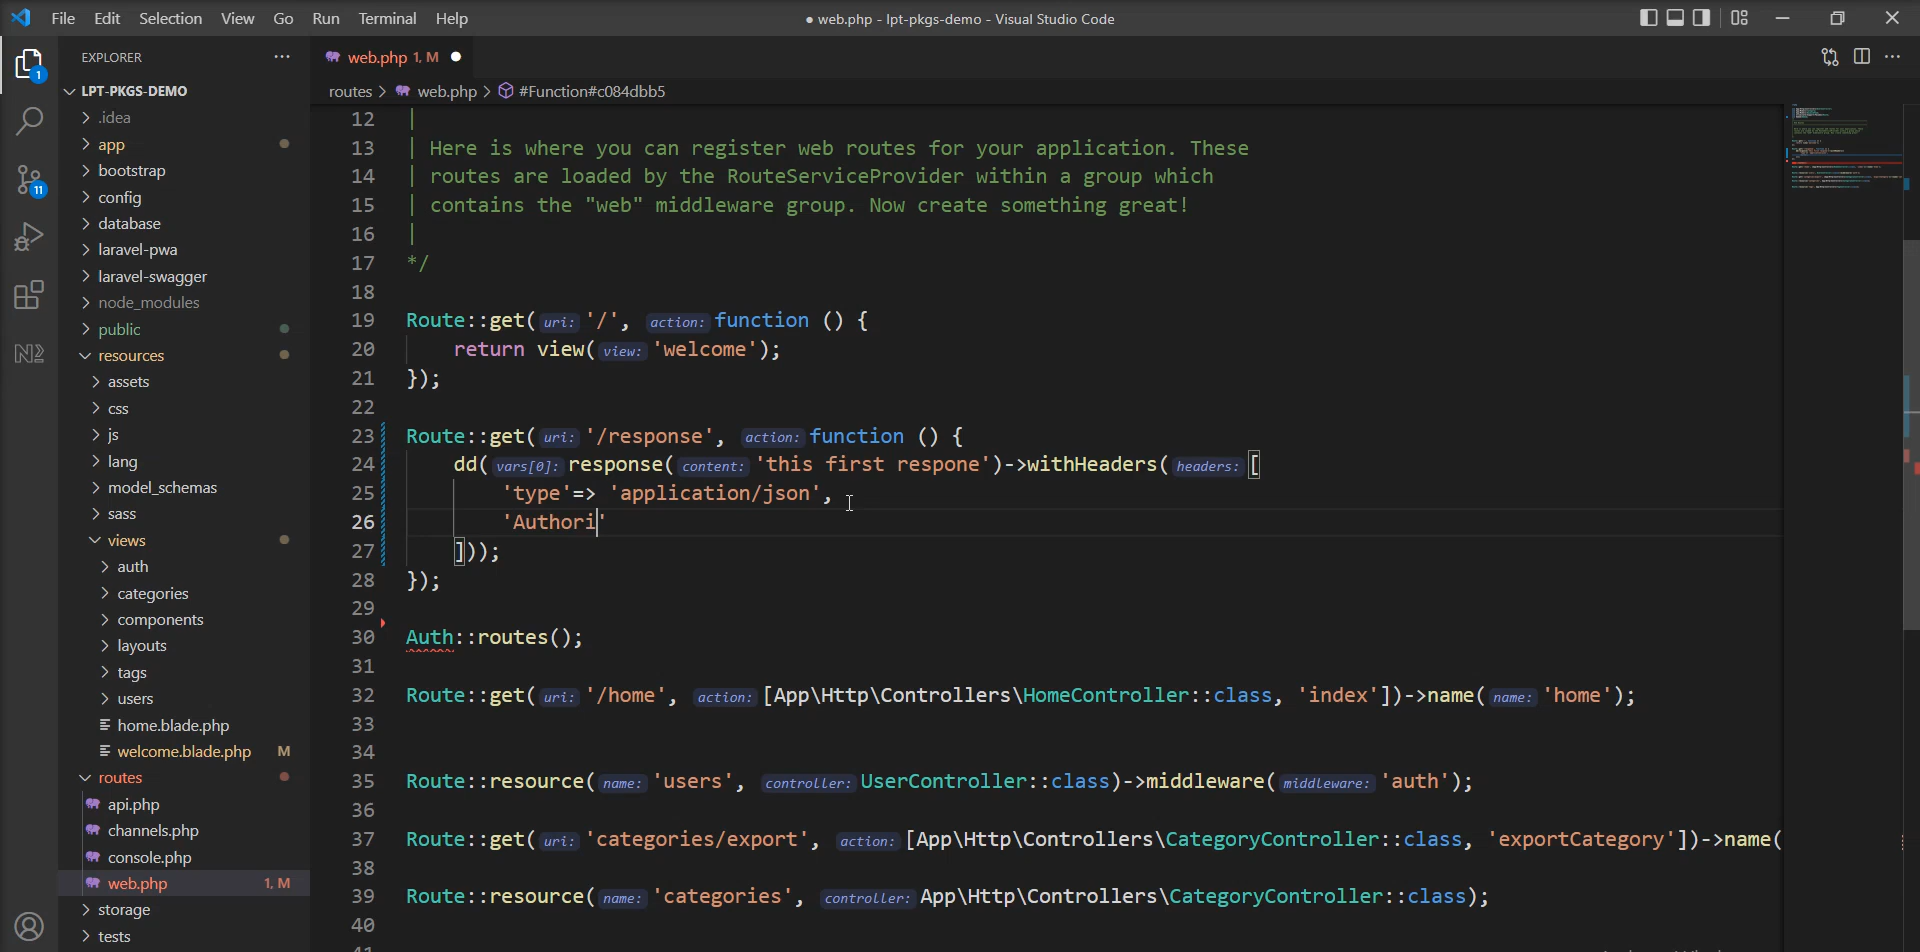 File Edit Selection View Go Run Terminal Help
● web.php - lpt-pkgs-demo - Visual Studio Code
EXPLORER
web.php 1, M
routes > web.php > #Function#c084dbb5
1
11
LPT-PKGS-DEMO
.idea
app
bootstrap
config
database
laravel-pwa
laravel-swagger
node_modules
public
resources
assets
css
js
lang
model_schemas
sass
views
auth
categories
components
layouts
tags
users
home.blade.php
welcome.blade.php M
routes
api.php
channels.php
console.php
web.php 1, M
storage
tests
12 |
13 | Here is where you can register web routes for your application. These
14 | routes are loaded by the RouteServiceProvider within a group which
15 | contains the "web" middleware group. Now create something great!
16 |
17 */
18
19 Route::get( uri: '/', action: function () {
20 return view( view: 'welcome');
21 });
22
23 Route::get( uri: '/response', action: function () {
24 dd( vars[0]: response( content: 'this first respone')->withHeaders( headers: [
25 'type'=> 'application/json',
26 'Authori'
27 ]));
28 });
29
30 Auth::routes();
31
32 Route::get( uri: '/home', action: [App\Http\Controllers\HomeController::class, 'index'])->name( name: 'home');
33
34
35 Route::resource( name: 'users', controller: UserController::class)->middleware( middleware: 'auth');
36
37 Route::get( uri: 'categories/export', action: [App\Http\Controllers\CategoryController::class, 'exportCategory'])->name(
38
39 Route::resource( name: 'categories', controller: App\Http\Controllers\CategoryController::class);
40